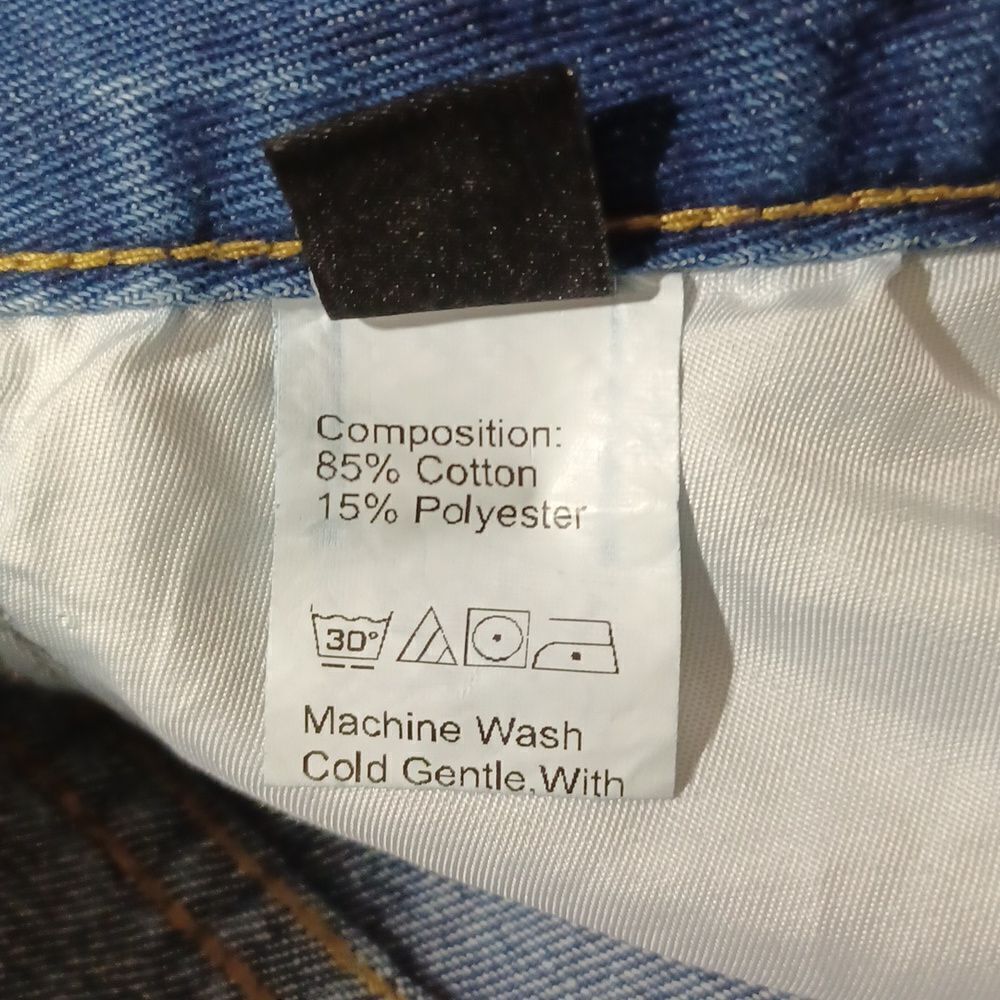 Composition:
85% Cotton
15% Polyester
30°
Machine Wash
Cold Gentle,With